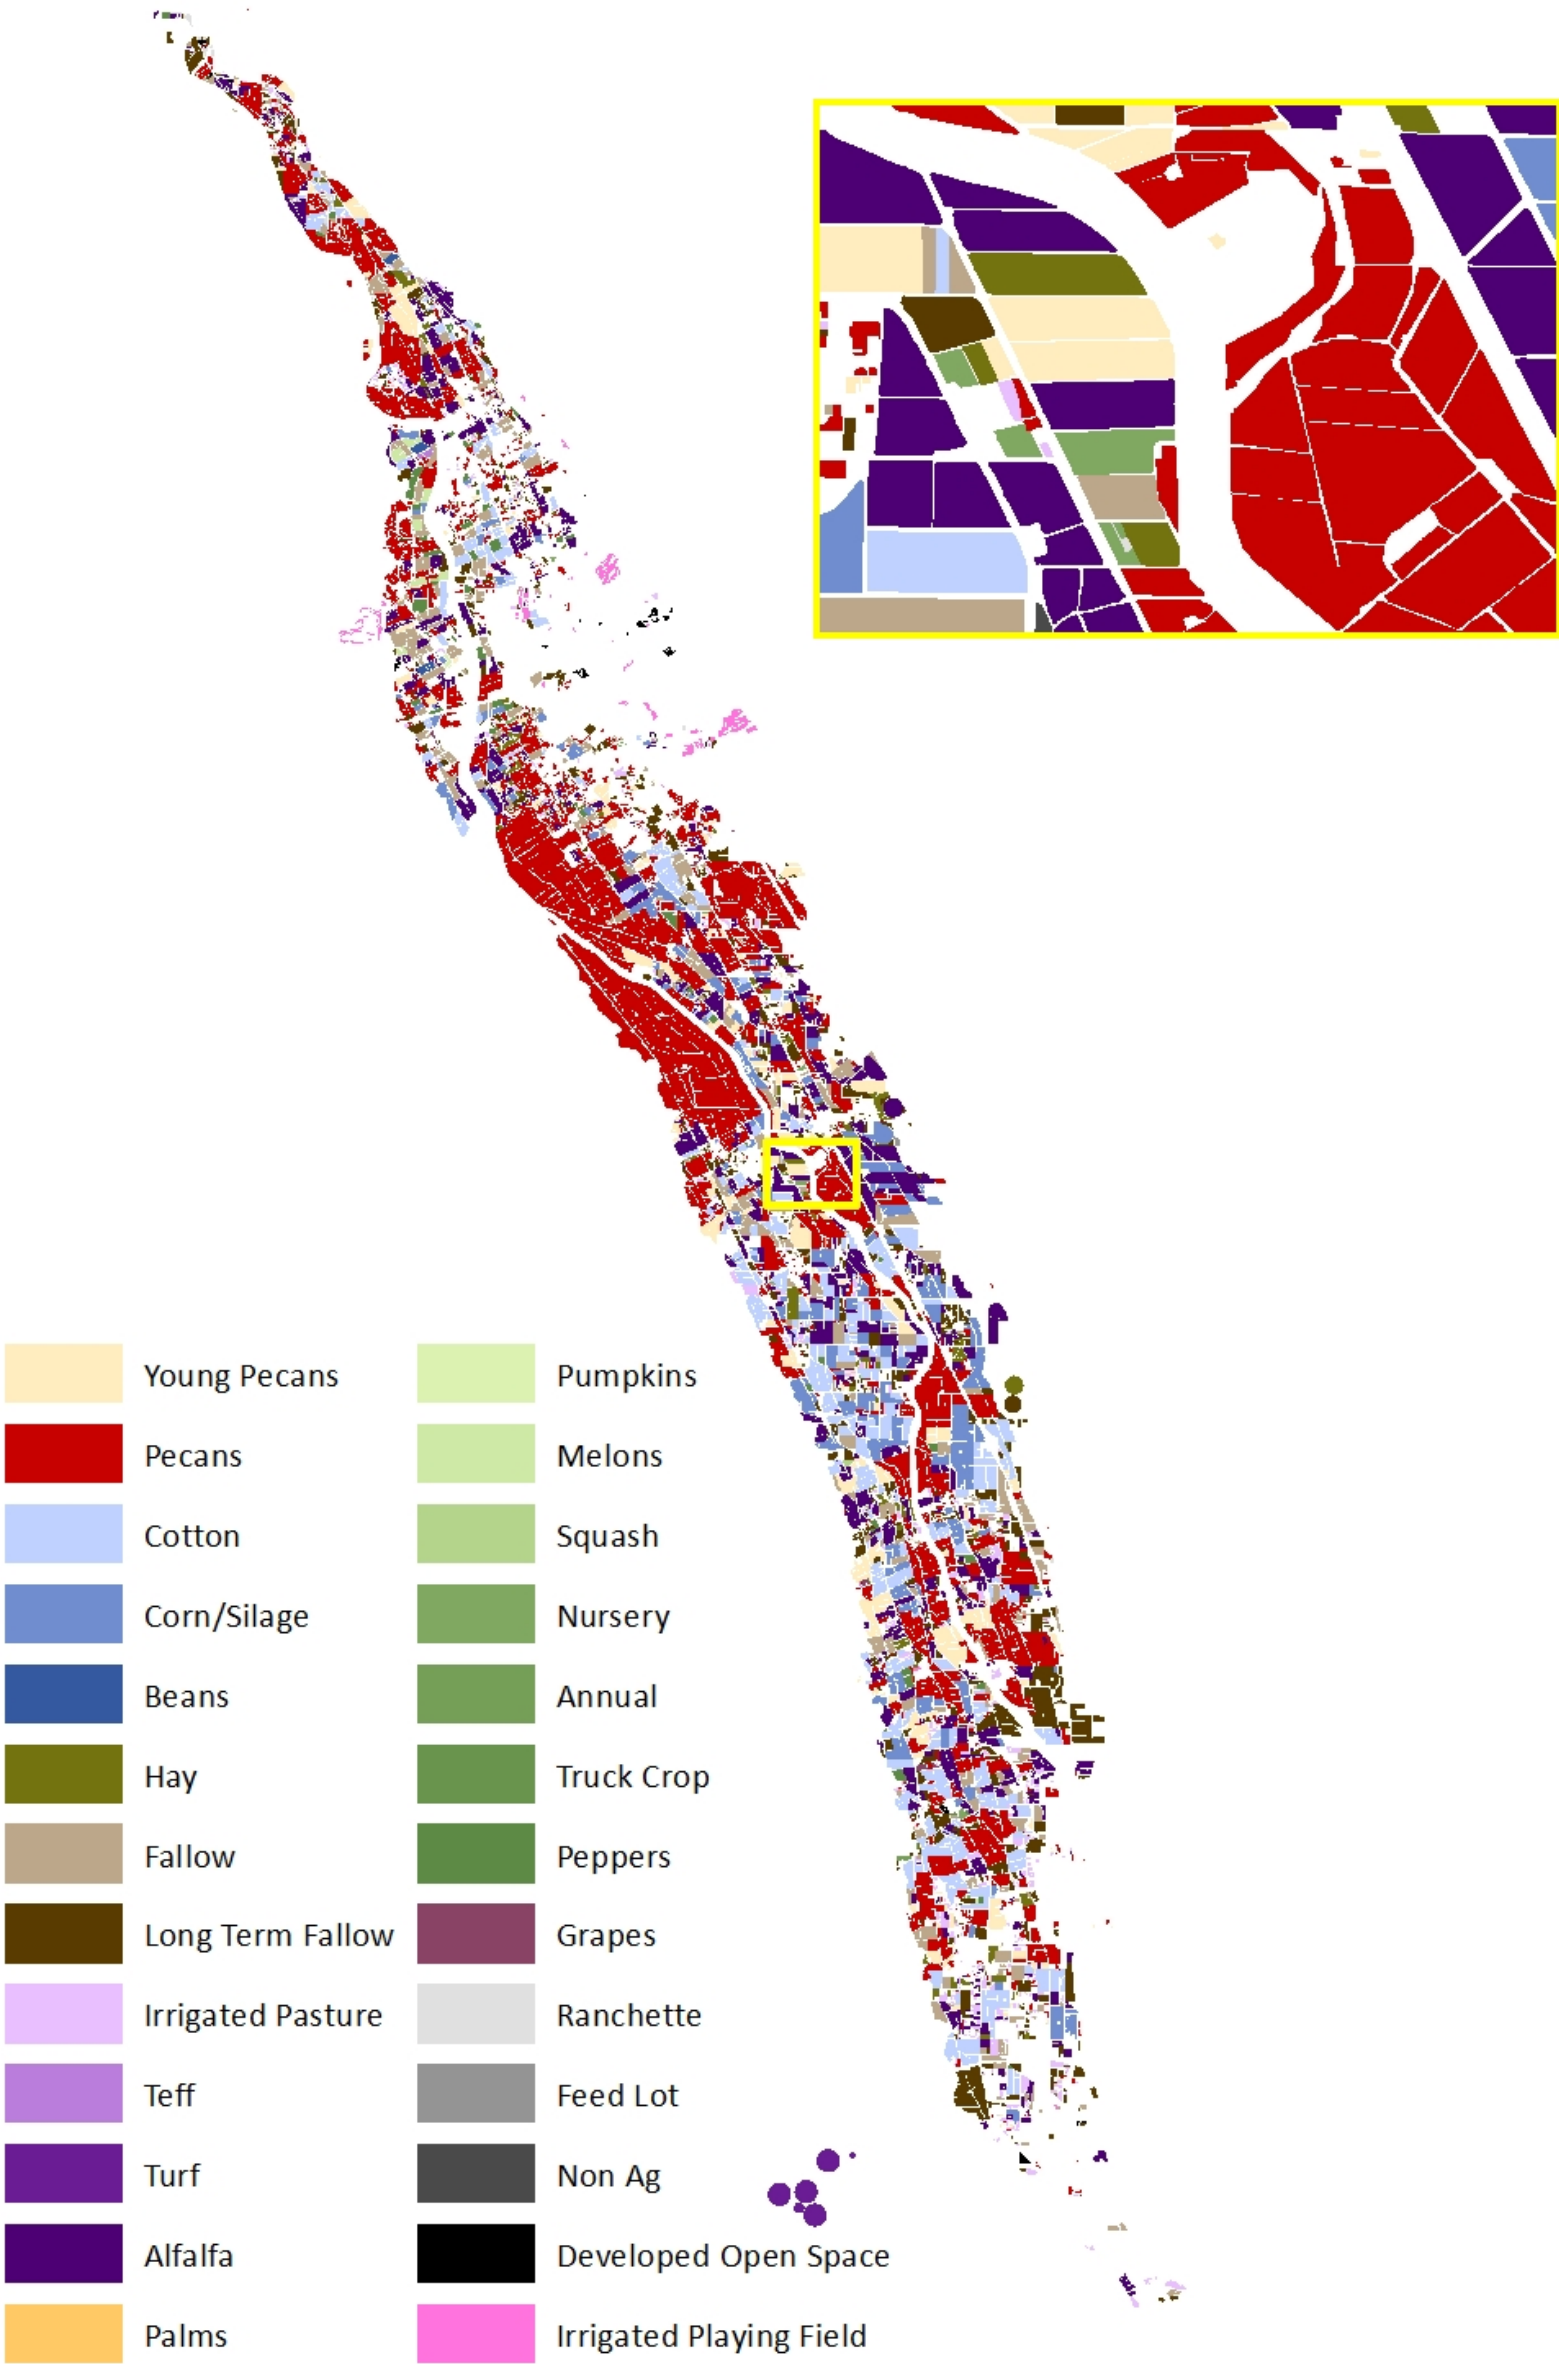 Young Pecans
Pecans
Cotton
Corn/Silage
Beans
Hay
Fallow
Long Term Fallow
Irrigated Pasture
Teff
Turf
Alfalfa
Palms
Pumpkins
Melons
Squash
Nursery
Annual
Truck Crop
Peppers
Grapes
Ranchette
Feed Lot
Non Ag
Developed Open Space
Irrigated Playing Field